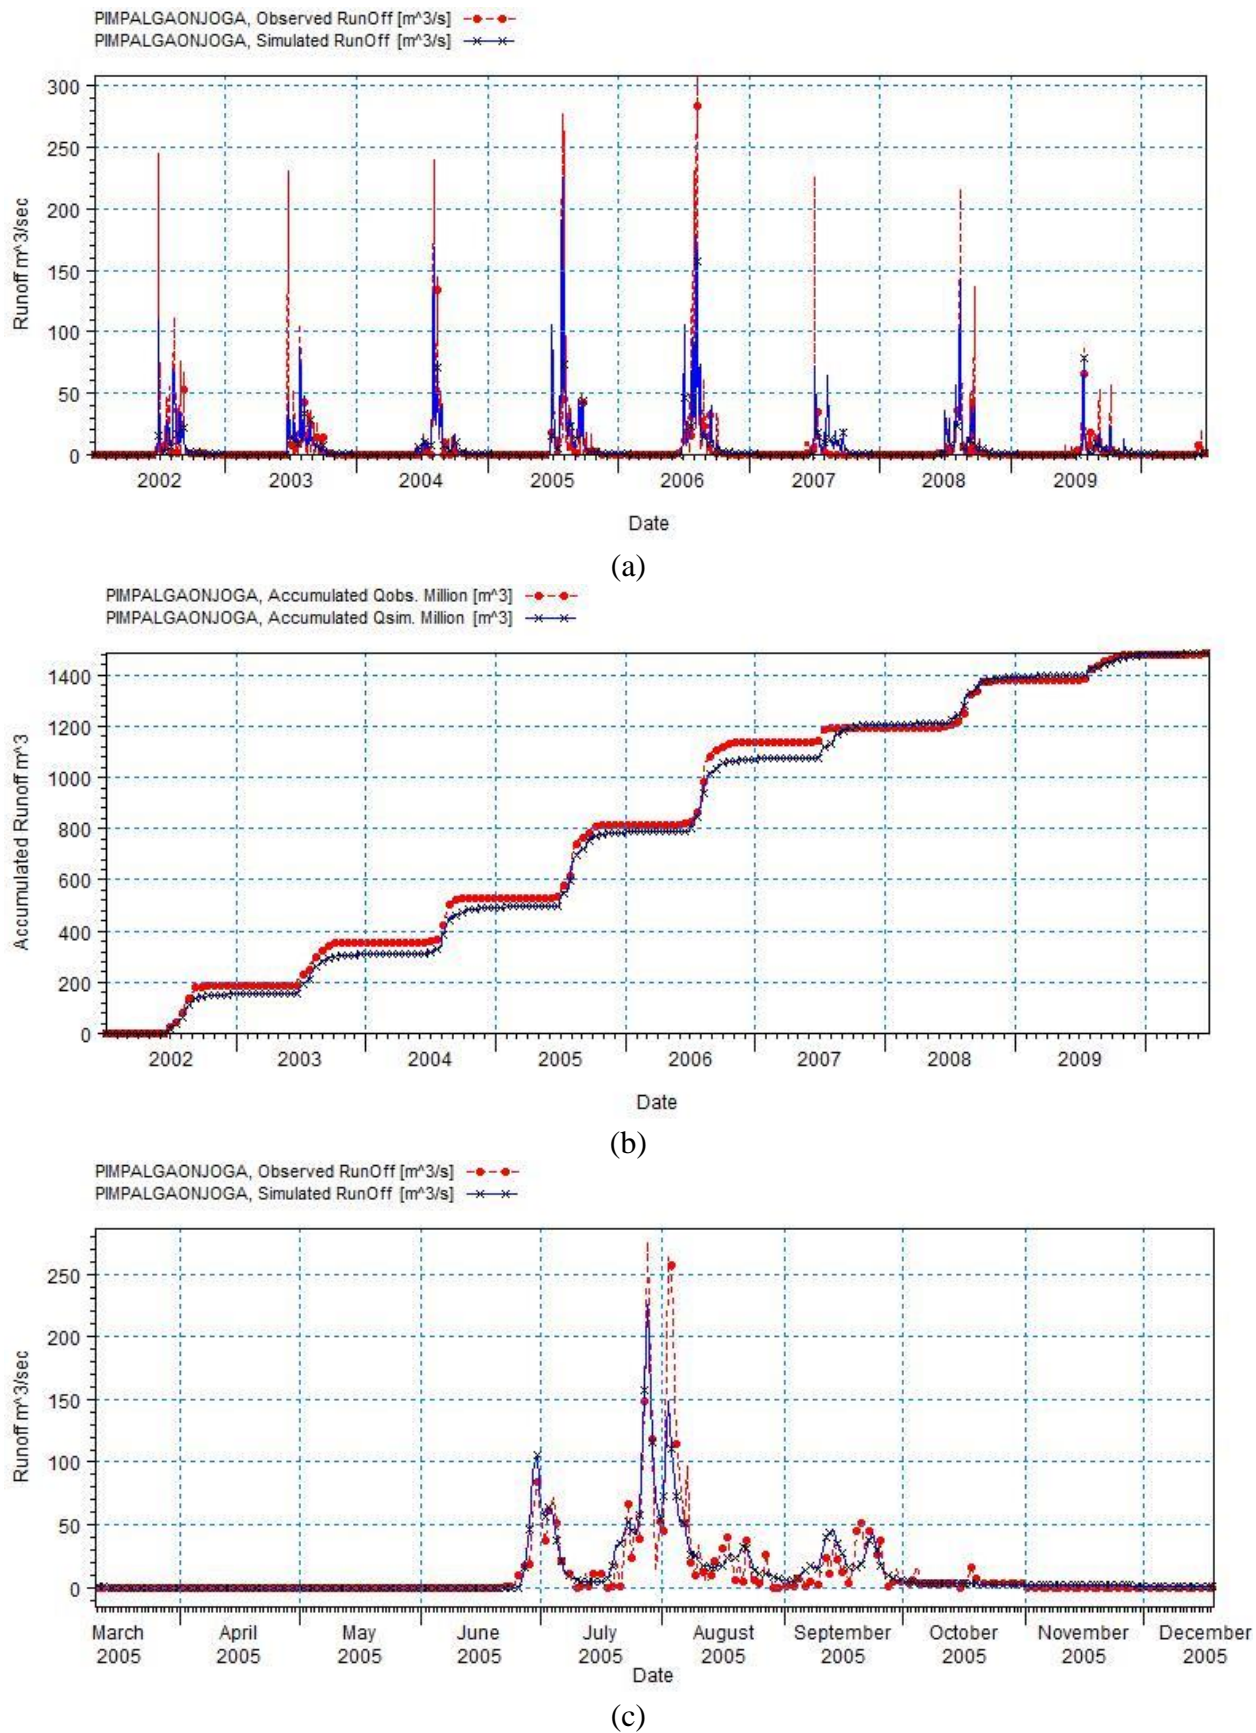 PIMPALGAONJOGA, Observed RunOff [m^3/s]
PIMPALGAONJOGA, Simulated RunOff [m^3/s]
300
250
200
150
100
50
0
Runoff m^3/sec
2002 2003 2004 2005 2006 2007 2008 2009
Date
(a)
PIMPALGAONJOGA, Accumulated Qobs. Million [m^3]
PIMPALGAONJOGA, Accumulated Qsim. Million [m^3]
1400
1200
1000
800
600
400
200
0
Accumulated Runoff m^3
2002 2003 2004 2005 2006 2007 2008 2009
Date
(b)
PIMPALGAONJOGA, Observed RunOff [m^3/s]
PIMPALGAONJOGA, Simulated RunOff [m^3/s]
250
200
150
100
50
0
Runoff m^3/sec
March April May June July August September October November December
2005 2005 2005 2005 2005 2005 2005 2005 2005 2005
Date
(c)